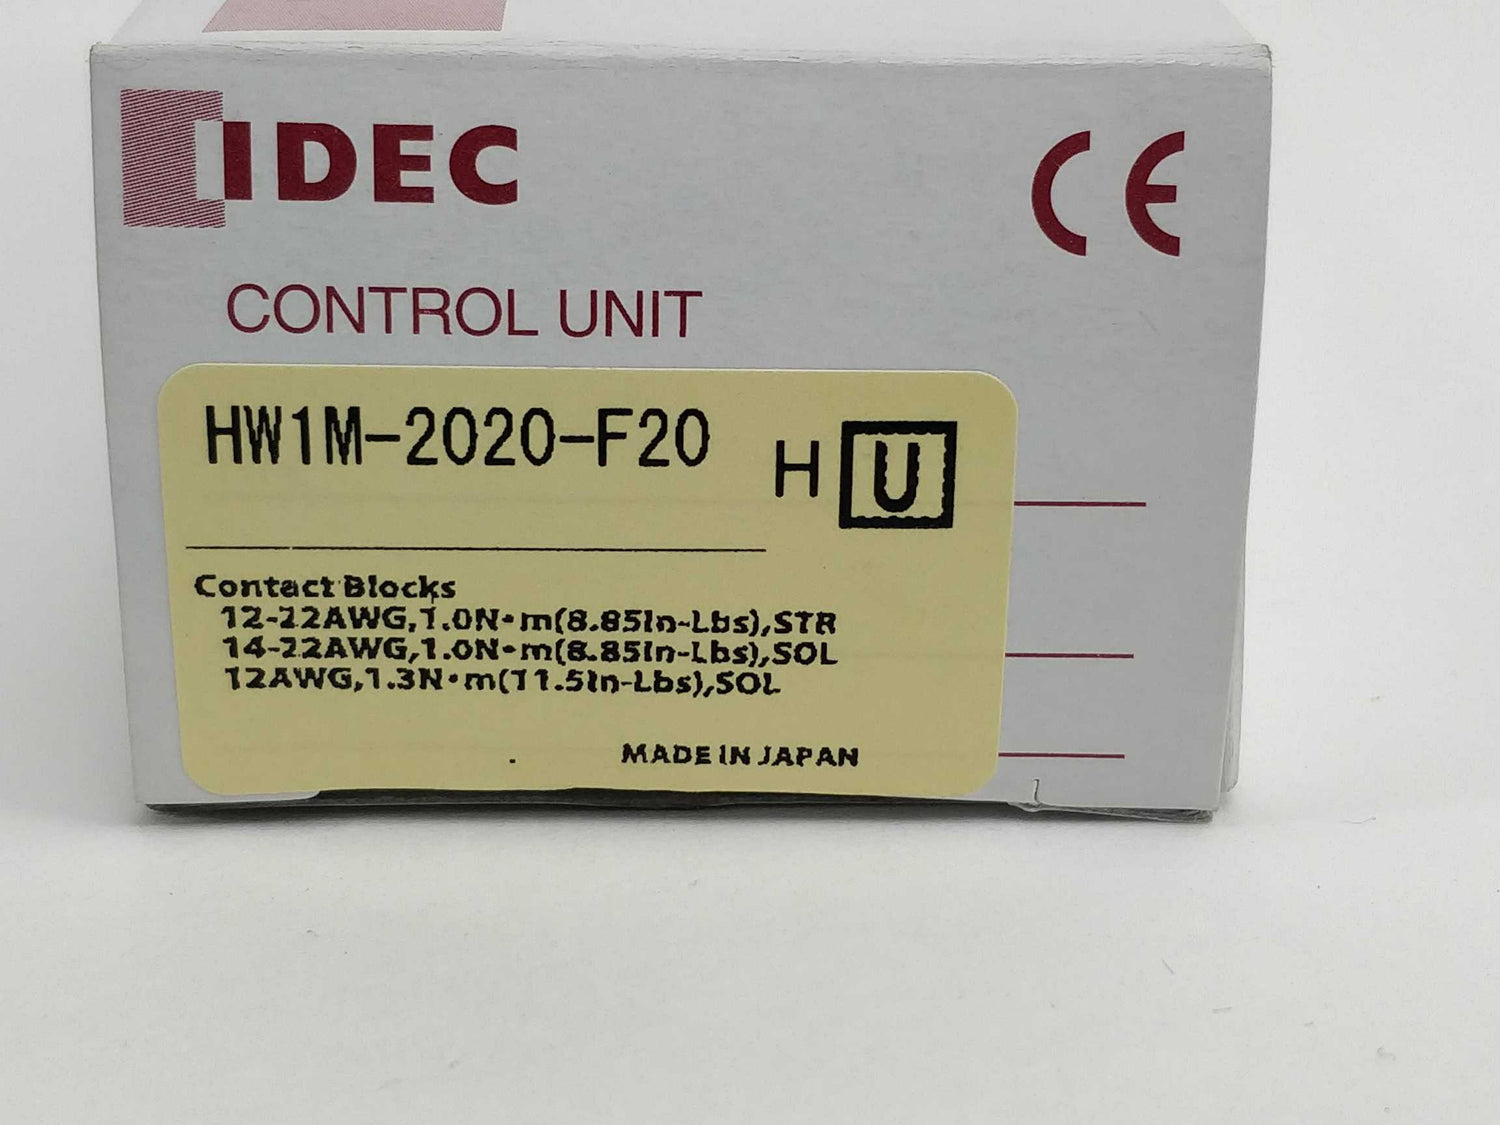 IDEC
CE
CONTROL UNIT
HW1M-2020-F20
H U
Contact Blocks
12-22AWG,1.0N•m(8.85In-Lbs),STR
14-22AWG,1.0N•m(8.85In-Lbs),SOL
12AWG,1.3N•m(11.5In-Lbs),SOL
MADE IN JAPAN